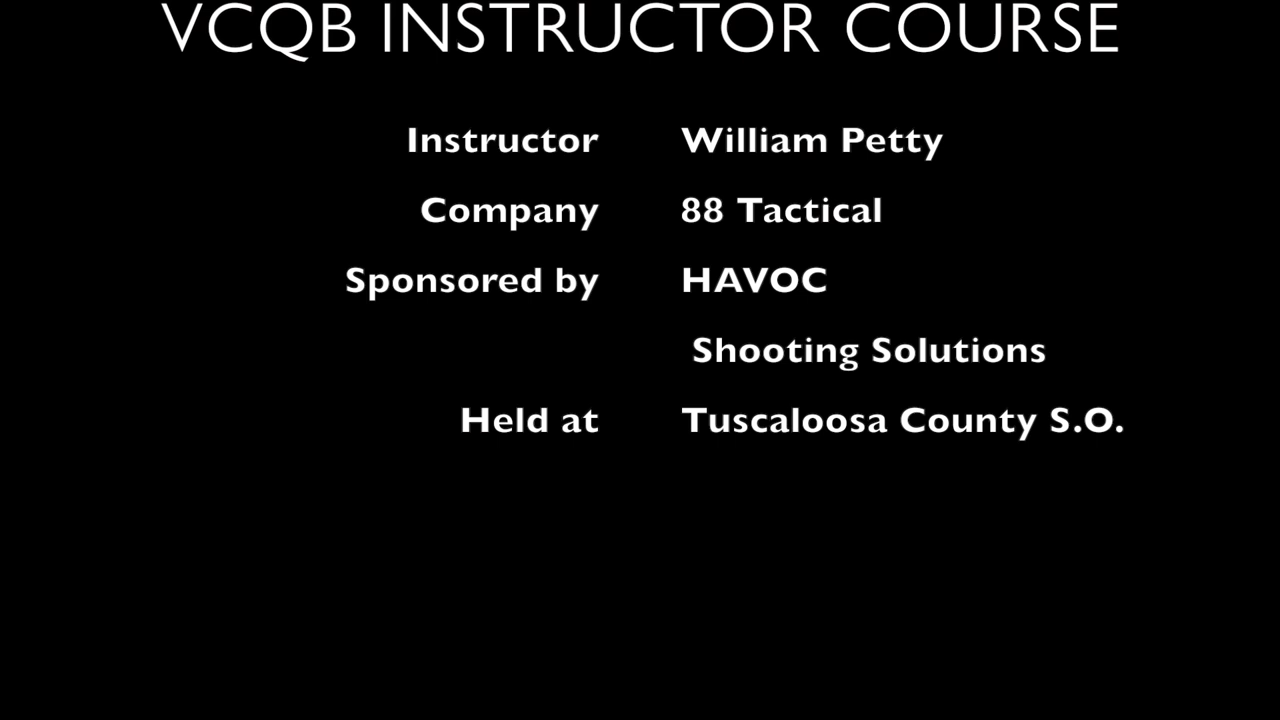 VCQB INSTRUCTOR COURSE
Instructor William Petty
Company 88 Tactical
Sponsored by HAVOC
Shooting Solutions
Held at Tuscaloosa County S.O.